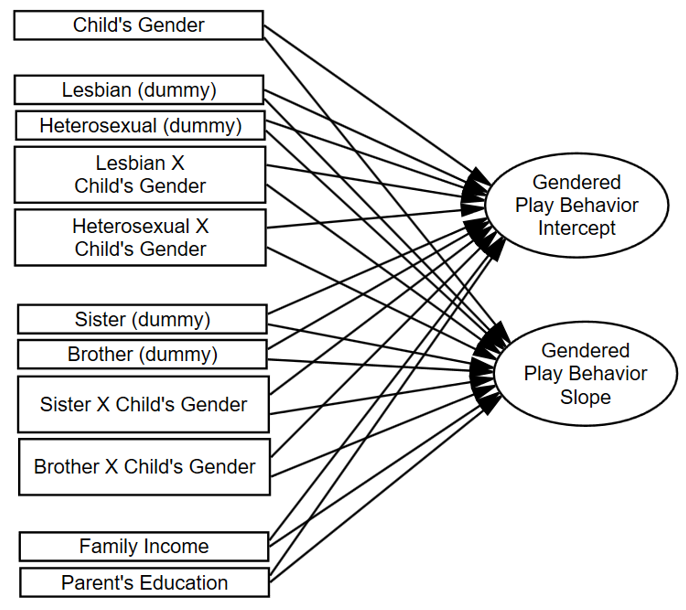 Child's Gender
Lesbian (dummy)
Heterosexual (dummy)
Lesbian X
Child's Gender
Heterosexual X
Child's Gender
Sister (dummy)
Brother (dummy)
Sister X Child's Gender
Brother X Child's Gender
Family Income
Parent's Education
Gendered
Play Behavior
Intercept
Gendered
Play Behavior
Slope